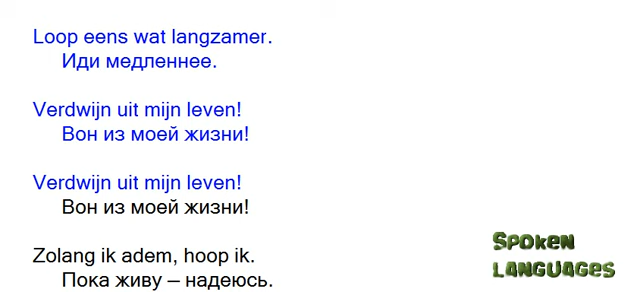 Loop eens wat langzamer.
Иди медленнее.
Verdwijn uit mijn leven!
Вон из моей жизни!
Verdwijn uit mijn leven!
Вон из моей жизни!
Zolang ik adem, hoop ik.
Пока живу – надеюсь.
Spoken
Languages